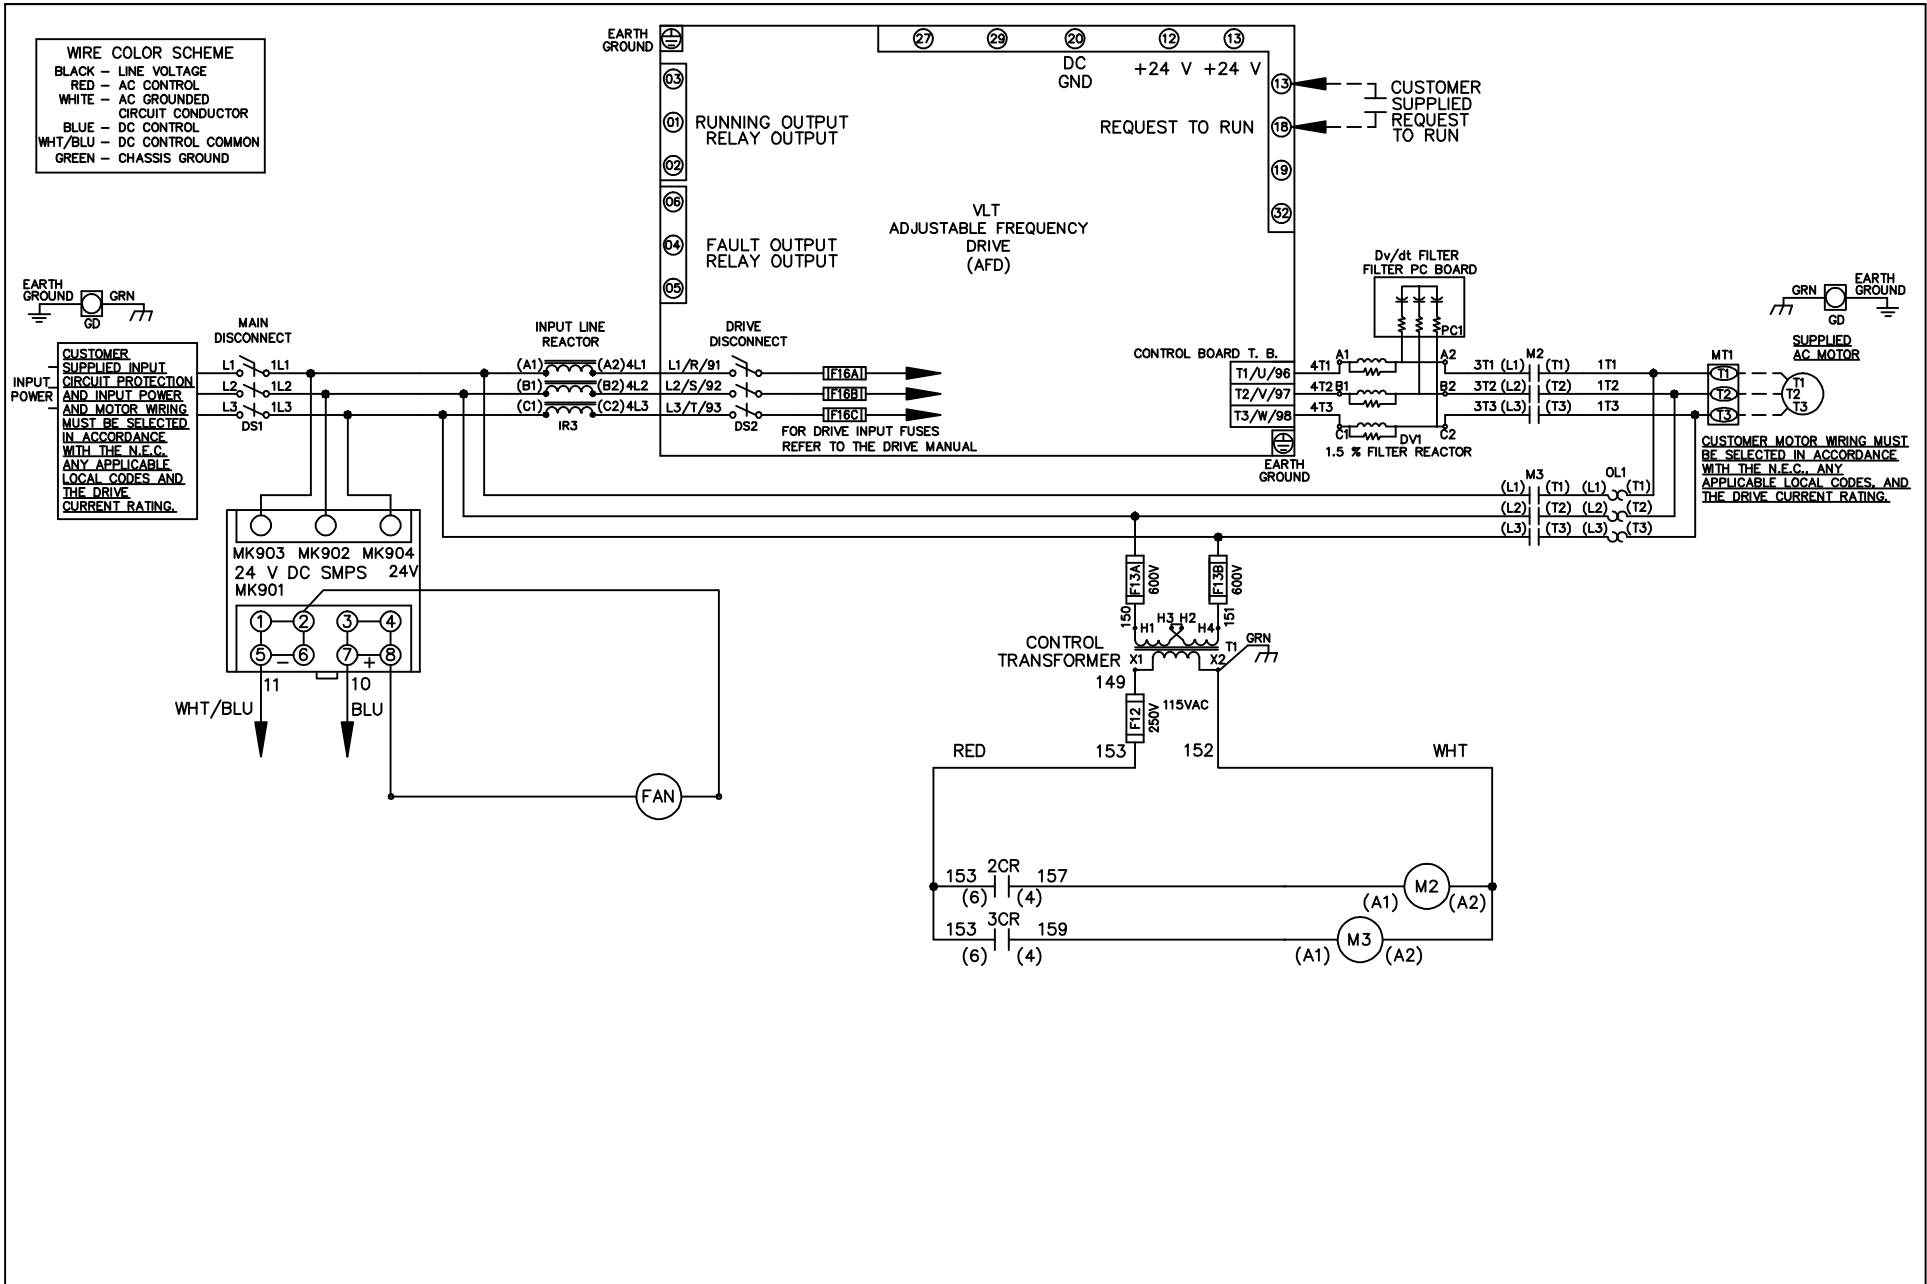 WIRE COLOR SCHEME
BLACK – LINE VOLTAGE
RED – AC CONTROL
WHITE – AC GROUNDED
CIRCUIT CONDUCTOR
BLUE – DC CONTROL
WHT/BLU – DC CONTROL COMMON
GREEN – CHASSIS GROUND
EARTH
GROUND
03
01
02
RUNNING OUTPUT
RELAY OUTPUT
06
04
05
FAULT OUTPUT
RELAY OUTPUT
27 29 20 12 13
DC
GND
+24 V +24 V
13
REQUEST TO RUN 18
19
32
CUSTOMER
SUPPLIED
REQUEST
TO RUN
VLT
ADJUSTABLE FREQUENCY
DRIVE
(AFD)
EARTH
GROUND
GRN
GD
INPUT
POWER
CUSTOMER
SUPPLIED INPUT
CIRCUIT PROTECTION
AND INPUT POWER
AND MOTOR WIRING
MUST BE SELECTED
IN ACCORDANCE
WITH THE N.E.C.
ANY APPLICABLE
LOCAL CODES AND
THE DRIVE
CURRENT RATING.
MAIN
DISCONNECT
L1 1L1
L2 1L2
L3 1L3
DS1
INPUT LINE
REACTOR
(A1) (A2) 4L1
(B1) (B2) 4L2
(C1) (C2) 4L3
IR3
DRIVE
DISCONNECT
L1/R/91
L2/S/92
L3/T/93
DS2
F16A
F16B
F16C
FOR DRIVE INPUT FUSES
REFER TO THE DRIVE MANUAL
CONTROL BOARD T. B.
T1/U/96
T2/V/97
T3/W/98
EARTH
GROUND
Dv/dt FILTER
FILTER PC BOARD
PC1
4T1 A1 A2
4T2 B1 B2
4T3 C1 C2
DV1
1.5 % FILTER REACTOR
M2
3T1 (L1) (T1) 1T1
3T2 (L2) (T2) 1T2
3T3 (L3) (T3) 1T3
MT1
T1
T2
T3
GRN
EARTH
GROUND
GD
SUPPLIED
AC MOTOR
T1
T2
T3
CUSTOMER MOTOR WIRING MUST
BE SELECTED IN ACCORDANCE
WITH THE N.E.C., ANY
APPLICABLE LOCAL CODES, AND
THE DRIVE CURRENT RATING.
M3 OL1
(L1) (T1) (L1) (T1)
(L2) (T2) (L2) (T2)
(L3) (T3) (L3) (T3)
MK903 MK902 MK904
24 V DC SMPS 24V
MK901
1 2 3 4
5 – 6 7 + 8
11 10
WHT/BLU BLU
FAN
F13A 600V
F13B 600V
150 151
H1 H3 H2 H4
CONTROL
TRANSFORMER
X1 X2 T1
GRN
149
F12 250V
115VAC
RED 153 152 WHT
2CR
153 157
(6) (4)
M2
(A1) (A2)
3CR
153 159
(6) (4)
M3
(A1) (A2)